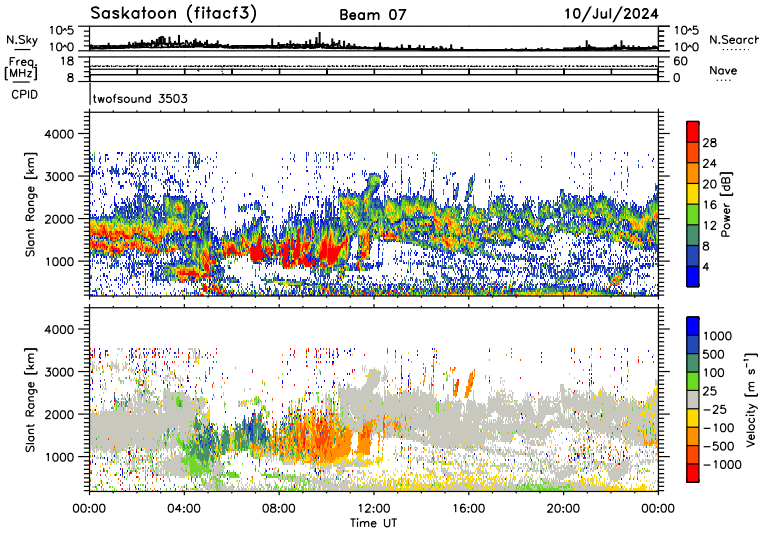 Saskatoon (fitacf3) Beam 07 10/Jul/2024
N.Sky 10^5 10^0 10^5 10^0 N.Search
Freq. [MHz] 18 8 60 0 Nave
CPID twofsound 3503
Slant Range [km] 4000 3000 2000 1000
Power [dB] 28 24 20 16 12 8 4
Slant Range [km] 4000 3000 2000 1000
Velocity [m s⁻¹] 1000 500 100 25 −25 −100 −500 −1000
00:00 04:00 08:00 12:00 16:00 20:00 00:00
Time UT